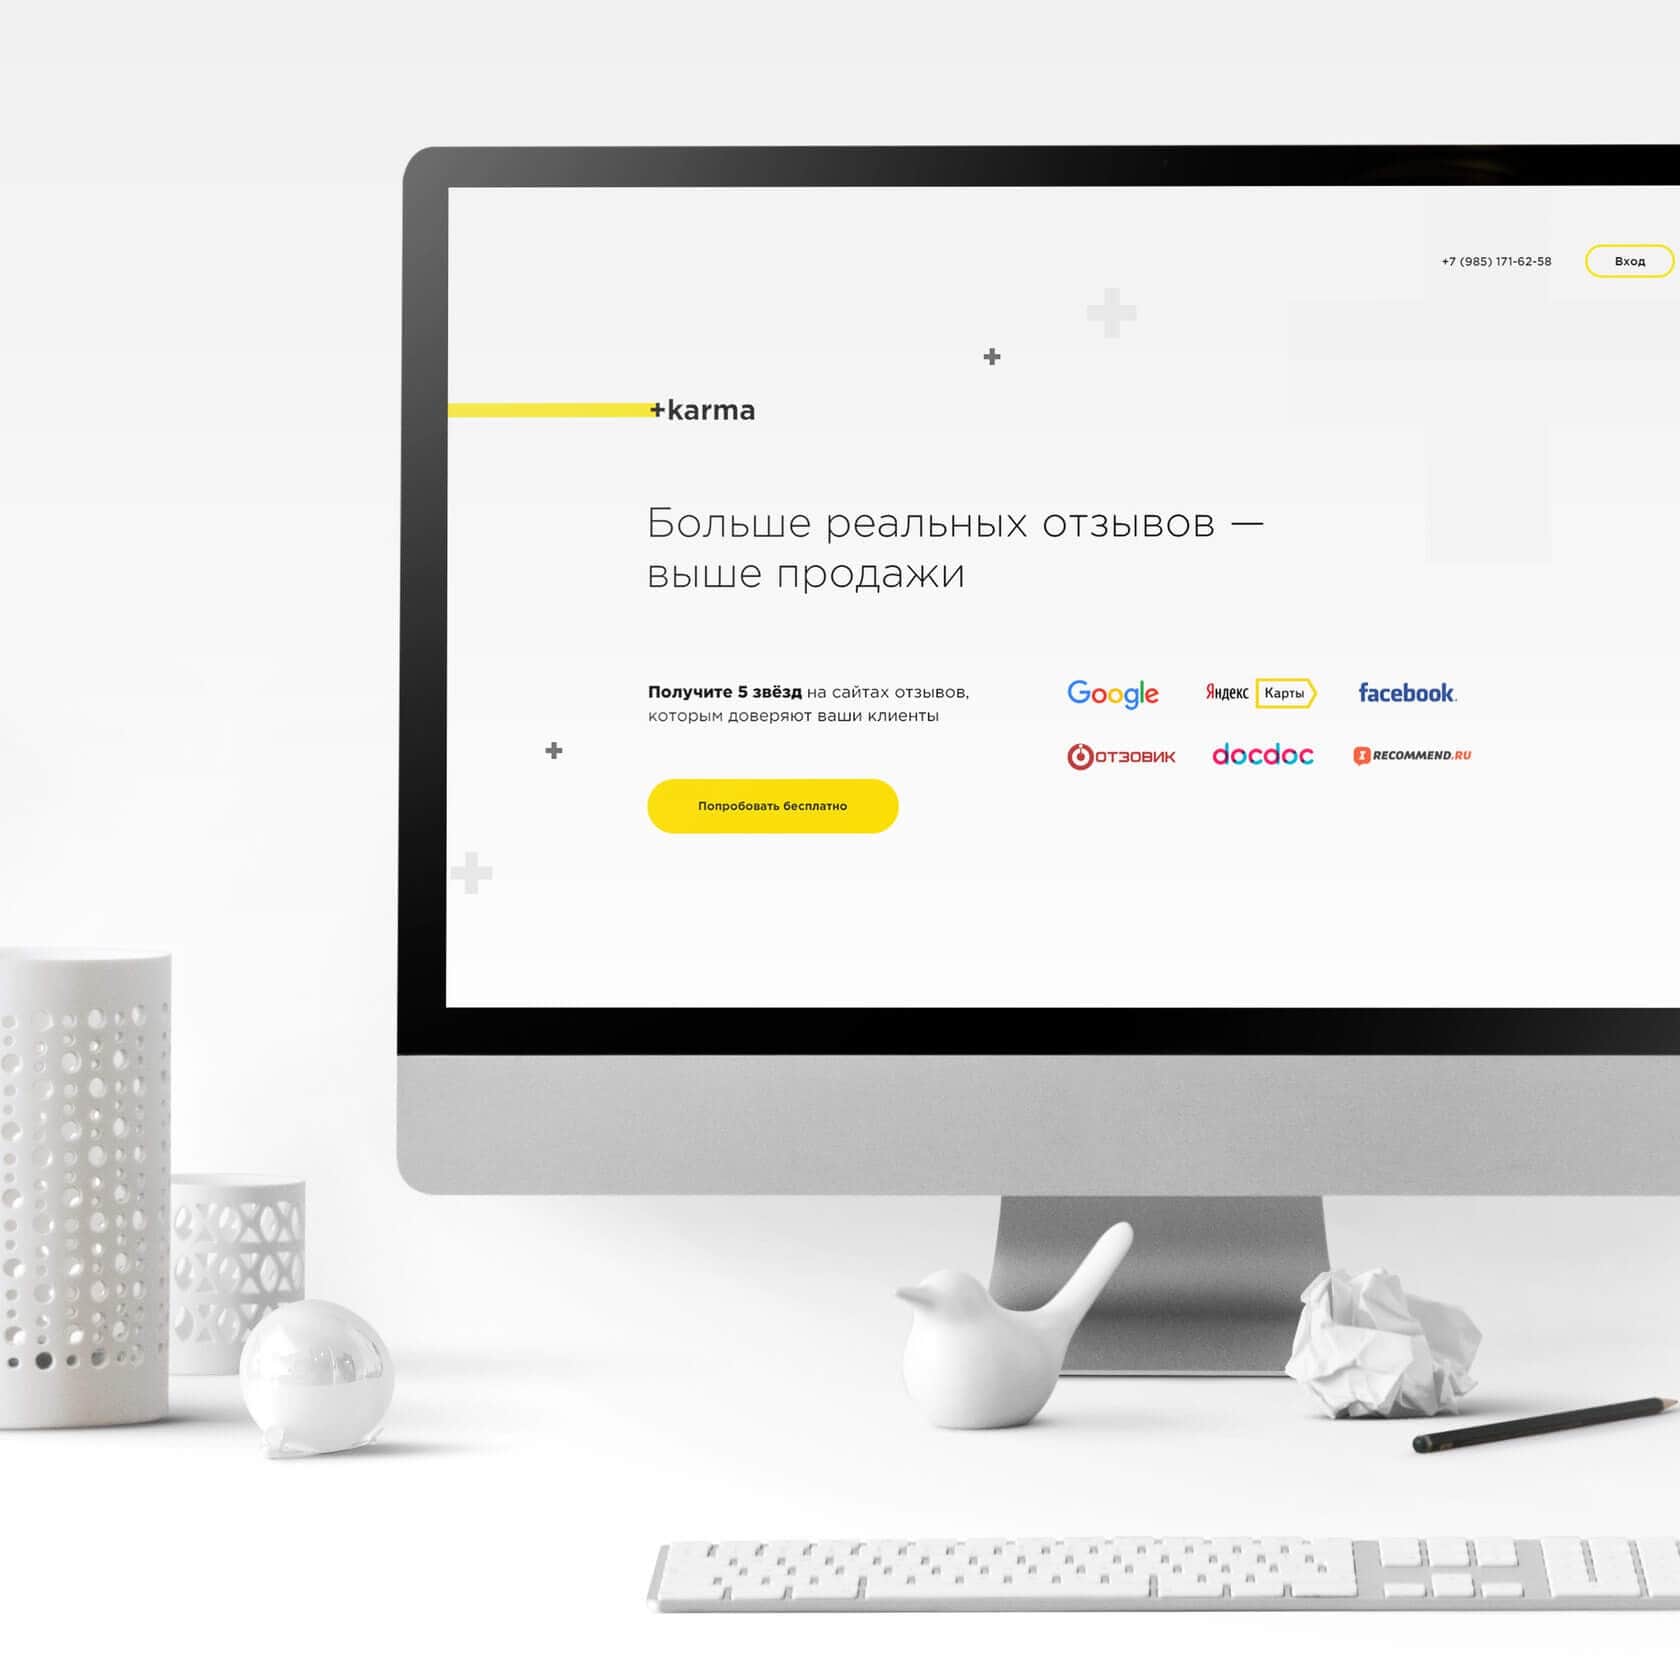 +7 (985) 171-62-58
Вход
+karma
Больше реальных отзывов —
выше продажи
Получите 5 звёзд на сайтах отзывов,
которым доверяют ваши клиенты
Google
Яндекс Карты
facebook.
ОТЗОВИК
docdoc
I RECOMMEND.RU
Попробовать бесплатно